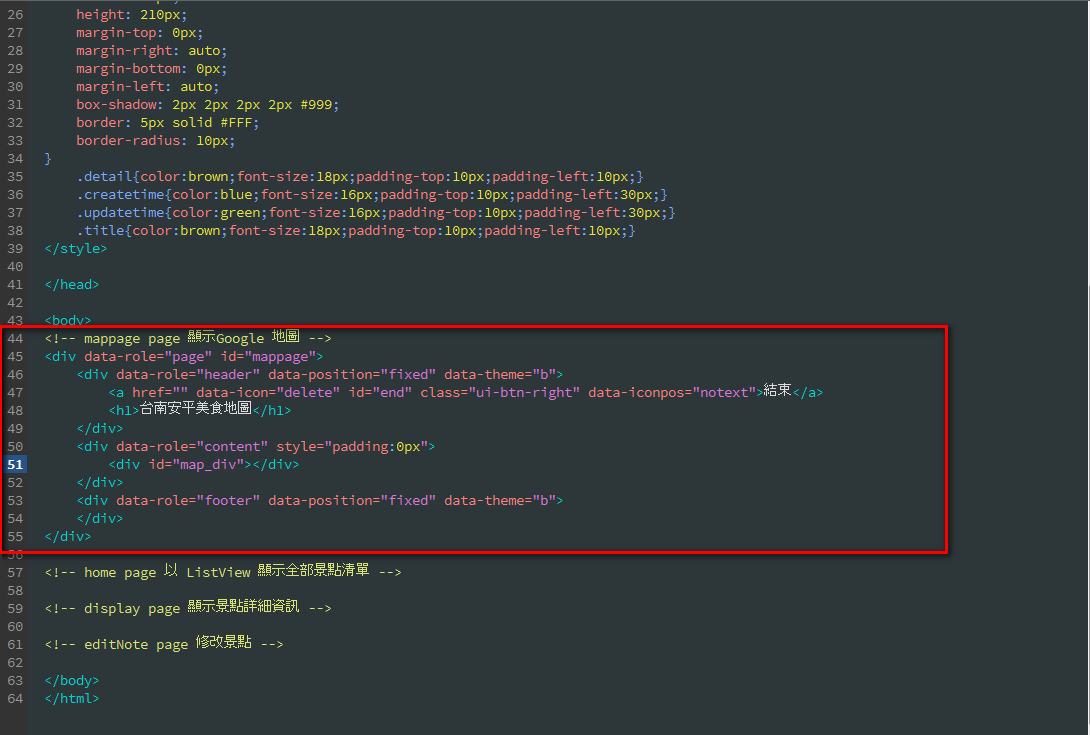 26 height: 210px;
27 margin-top: 0px;
28 margin-right: auto;
29 margin-bottom: 0px;
30 margin-left: auto;
31 box-shadow: 2px 2px 2px 2px #999;
32 border: 5px solid #FFF;
33 border-radius: 10px;
34 }
35 .detail{color:brown;font-size:18px;padding-top:10px;padding-left:10px;}
36 .createtime{color:blue;font-size:16px;padding-top:10px;padding-left:30px;}
37 .updatetime{color:green;font-size:16px;padding-top:10px;padding-left:30px;}
38 .title{color:brown;font-size:18px;padding-top:10px;padding-left:10px;}
39 </style>
40
41 </head>
42
43 <body>
44 <!-- mappage page 顯示Google 地圖 -->
45 <div data-role="page" id="mappage">
46 <div data-role="header" data-position="fixed" data-theme="b">
47 <a href="" data-icon="delete" id="end" class="ui-btn-right" data-iconpos="notext">結束</a>
48 <h1>台南安平美食地圖</h1>
49 </div>
50 <div data-role="content" style="padding:0px">
51 <div id="map_div"></div>
52 </div>
53 <div data-role="footer" data-position="fixed" data-theme="b">
54 </div>
55 </div>
56
57 <!-- home page 以 ListView 顯示全部景點清單 -->
58
59 <!-- display page 顯示景點詳細資訊 -->
60
61 <!-- editNote page 修改景點 -->
62
63 </body>
64 </html>